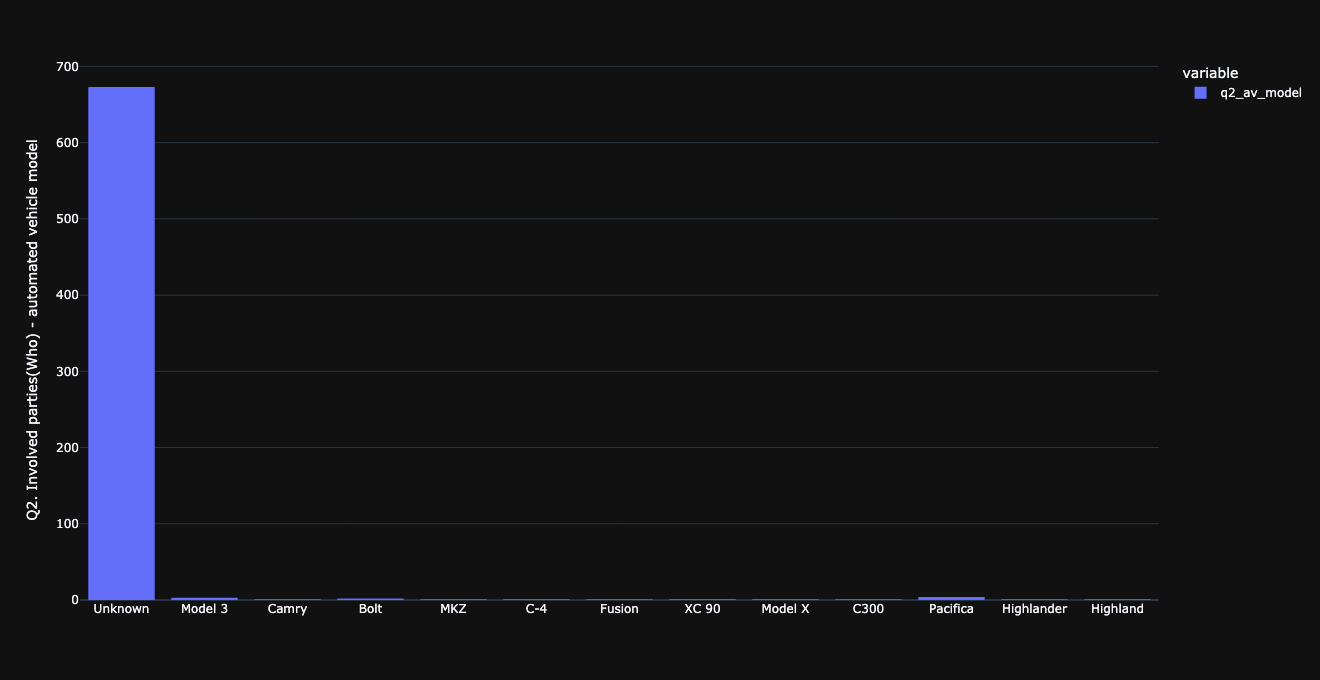 variable
q2_av_model
Q2. Involved parties(Who) - automated vehicle model
700
600
500
400
300
200
100
0
Unknown Model 3 Camry Bolt MKZ C-4 Fusion XC 90 Model X C300 Pacifica Highlander Highland